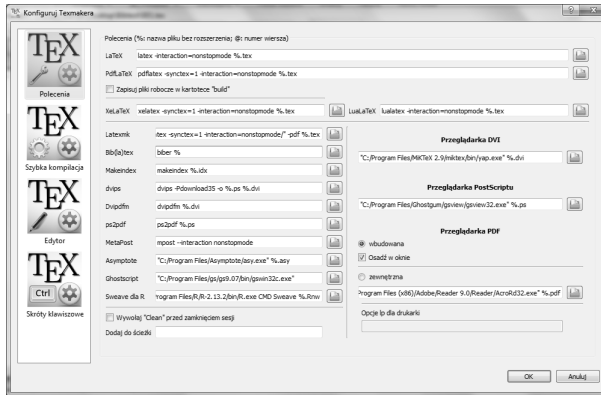 Konfiguruj Texmakera
TEX
Polecenia
TEX
Szybka kompilacja
TEX
Edytor
TEX
Ctrl
Skróty klawiszowe
Polecenia (%: nazwa pliku bez rozszerzenia; @: numer wiersza)
LaTeX latex -interaction=nonstopmode %.tex
PdfLaTeX pdflatex -synctex=1 -interaction=nonstopmode %.tex
Zapisuj pliki robocze w kartotece "build"
XeLaTeX xelatex -synctex=1 -interaction=nonstopmode %.tex
LuaLaTeX lualatex -interaction=nonstopmode %.tex
Latexmk tex -synctex=1 -interaction=nonstopmode/" -pdf %.tex
Bib(la)tex biber %
Makeindex makeindex %.idx
dvips dvips -Pdownload35 -o %.ps %.dvi
Dvipdfm dvipdfm %.dvi
ps2pdf ps2pdf %.ps
MetaPost mpost --interaction nonstopmode
Asymptote "C:/Program Files/Asymptote/asy.exe" %.asy
Ghostscript "C:/Program Files/gs/gs9.07/bin/gswin32c.exe"
Sweave dla R rogram Files/R/R-2.13.2/bin/R.exe CMD Sweave %.Rnw
Wywołaj "Clean" przed zamknięciem sesji
Dodaj do ścieżki
Przeglądarka DVI
"C:/Program Files/MiKTeX 2.9/miktex/bin/yap.exe" %.dvi
Przeglądarka PostScriptu
"C:/Program Files/Ghostgum/gsview/gsview32.exe" %.ps
Przeglądarka PDF
wbudowana
Osadź w oknie
zewnętrzna
Program Files (x86)/Adobe/Reader 9.0/Reader/AcroRd32.exe" %.pdf
Opcje lp dla drukarki
OK
Anuluj